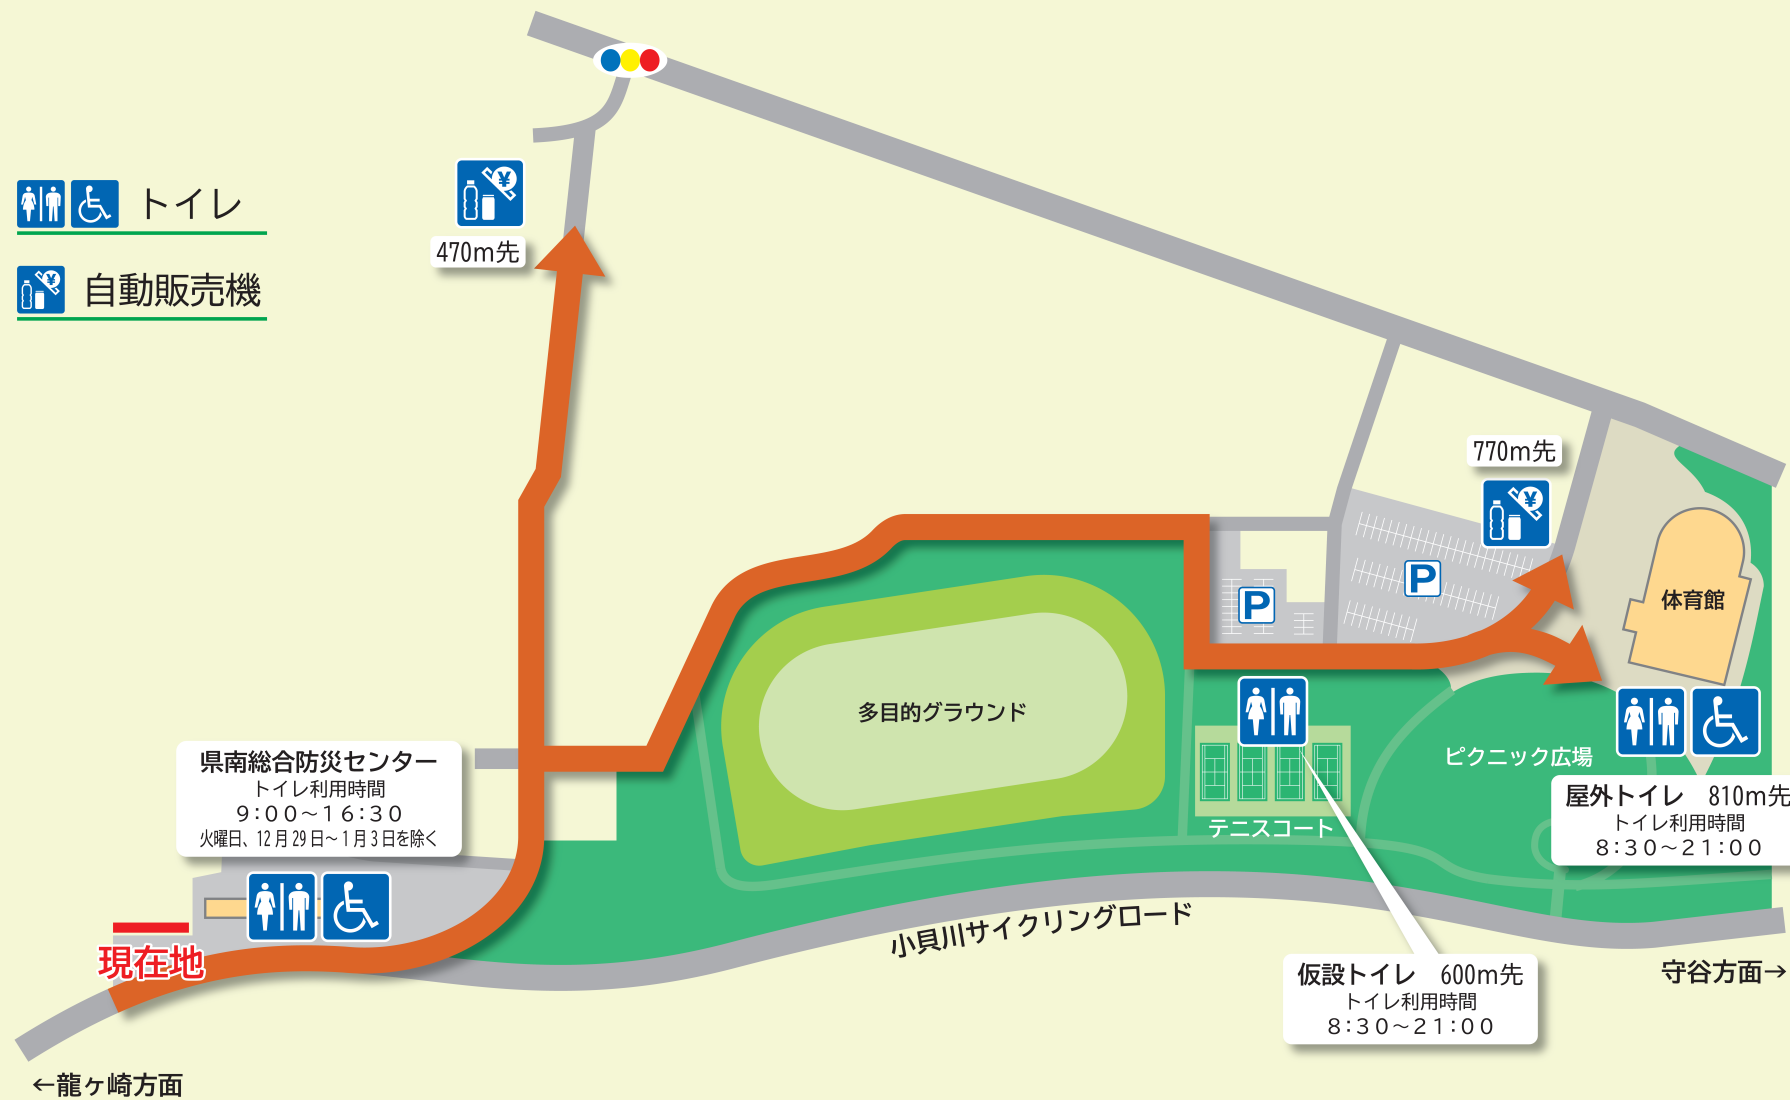 トイレ
自動販売機
470m先
770m先
P
P
体育館
多目的グラウンド
県南総合防災センター
トイレ利用時間
9:00～16:30
火曜日、12月29日～1月3日を除く
ピクニック広場
屋外トイレ 810m先
トイレ利用時間
8:30～21:00
テニスコート
小貝川サイクリングロード
現在地
仮設トイレ 600m先
トイレ利用時間
8:30～21:00
守谷方面→
←龍ヶ崎方面